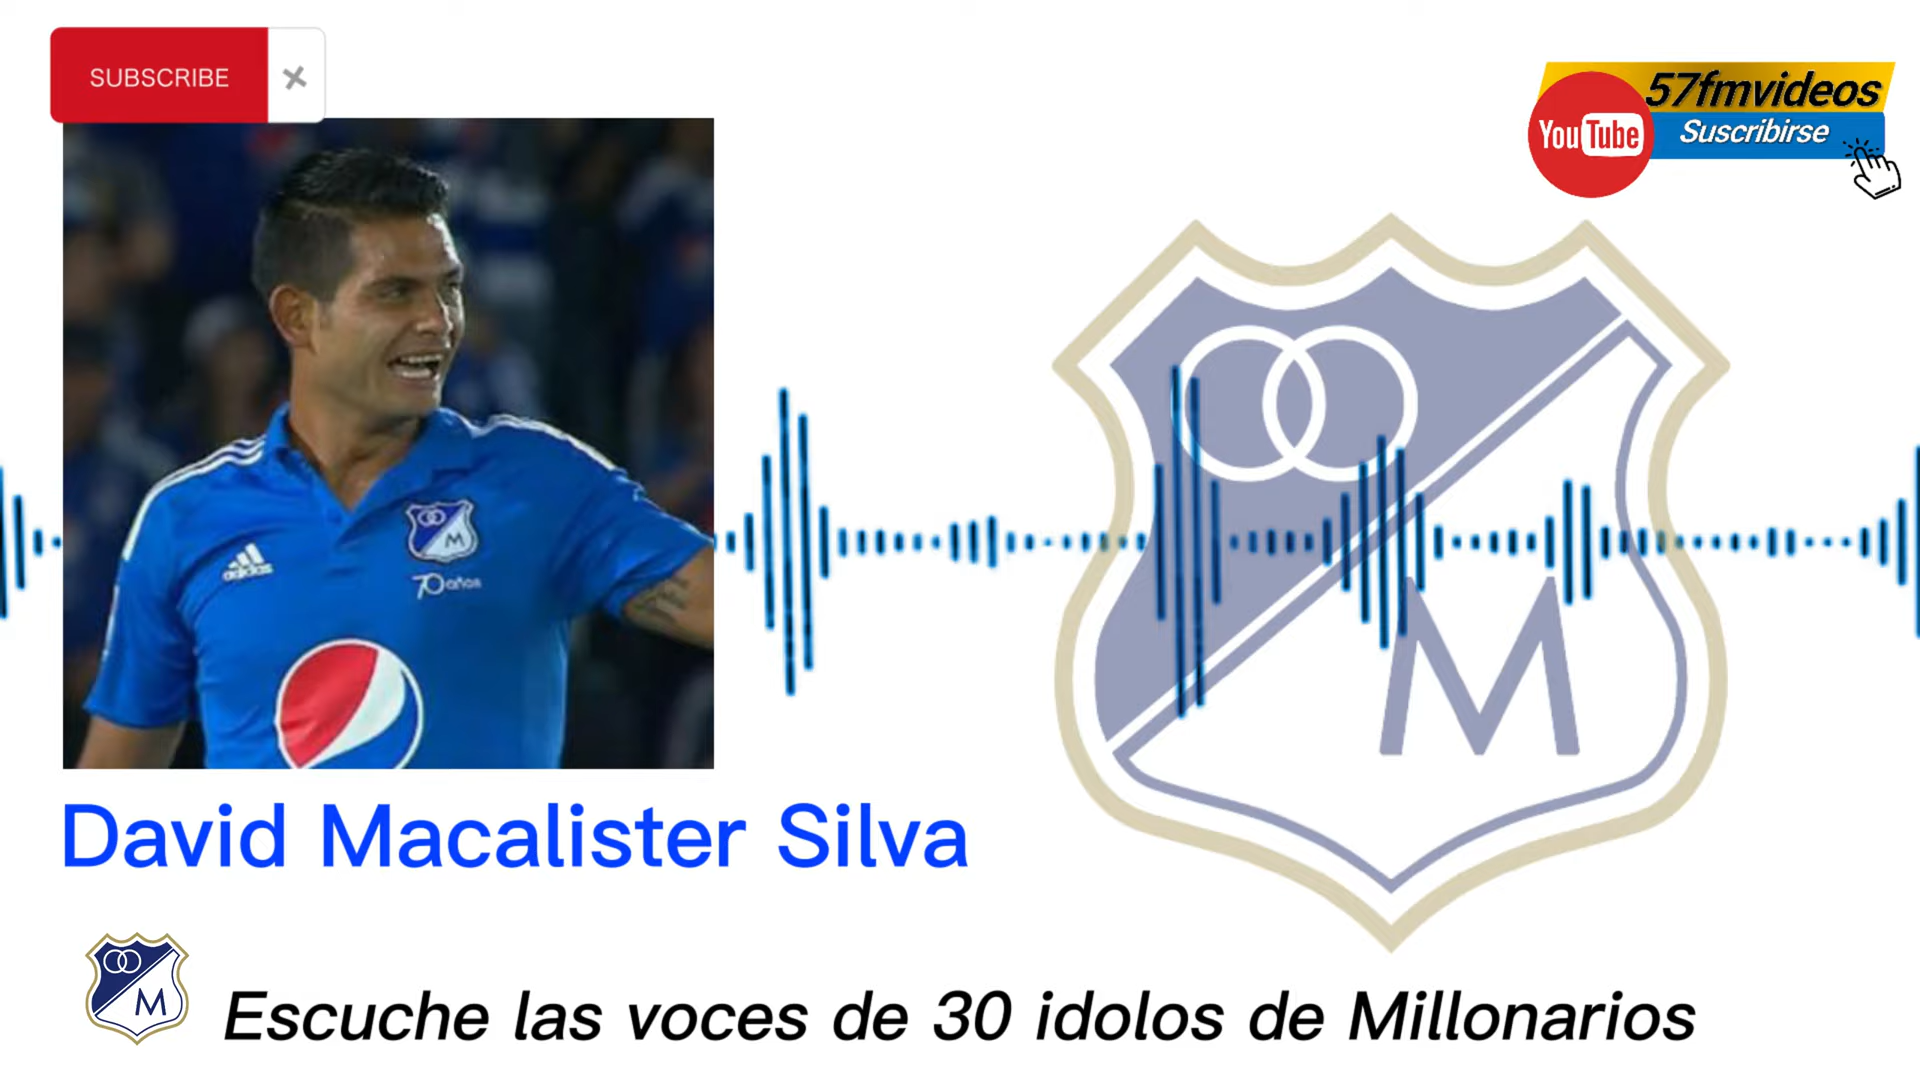 SUBSCRIBE
57fmvideos
YouTube
Suscribirse
adidas
M
70 años
M
David Macalister Silva
M
Escuche las voces de 30 idolos de Millonarios